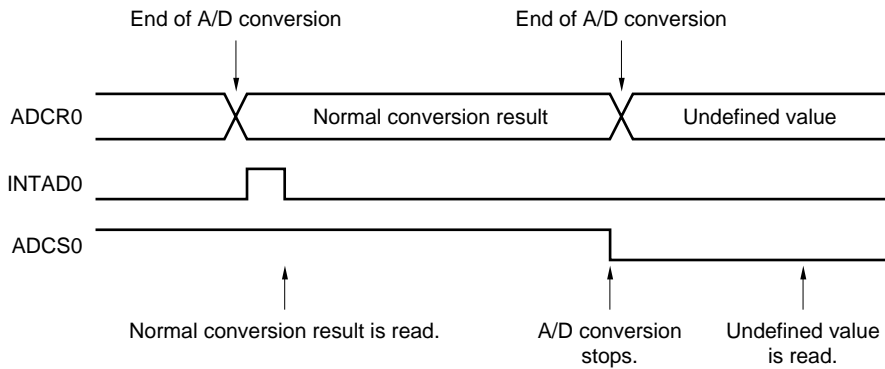 End of A/D conversion
End of A/D conversion
ADCR0
Normal conversion result
Undefined value
INTAD0
ADCS0
Normal conversion result is read.
A/D conversion
stops.
Undefined value
is read.